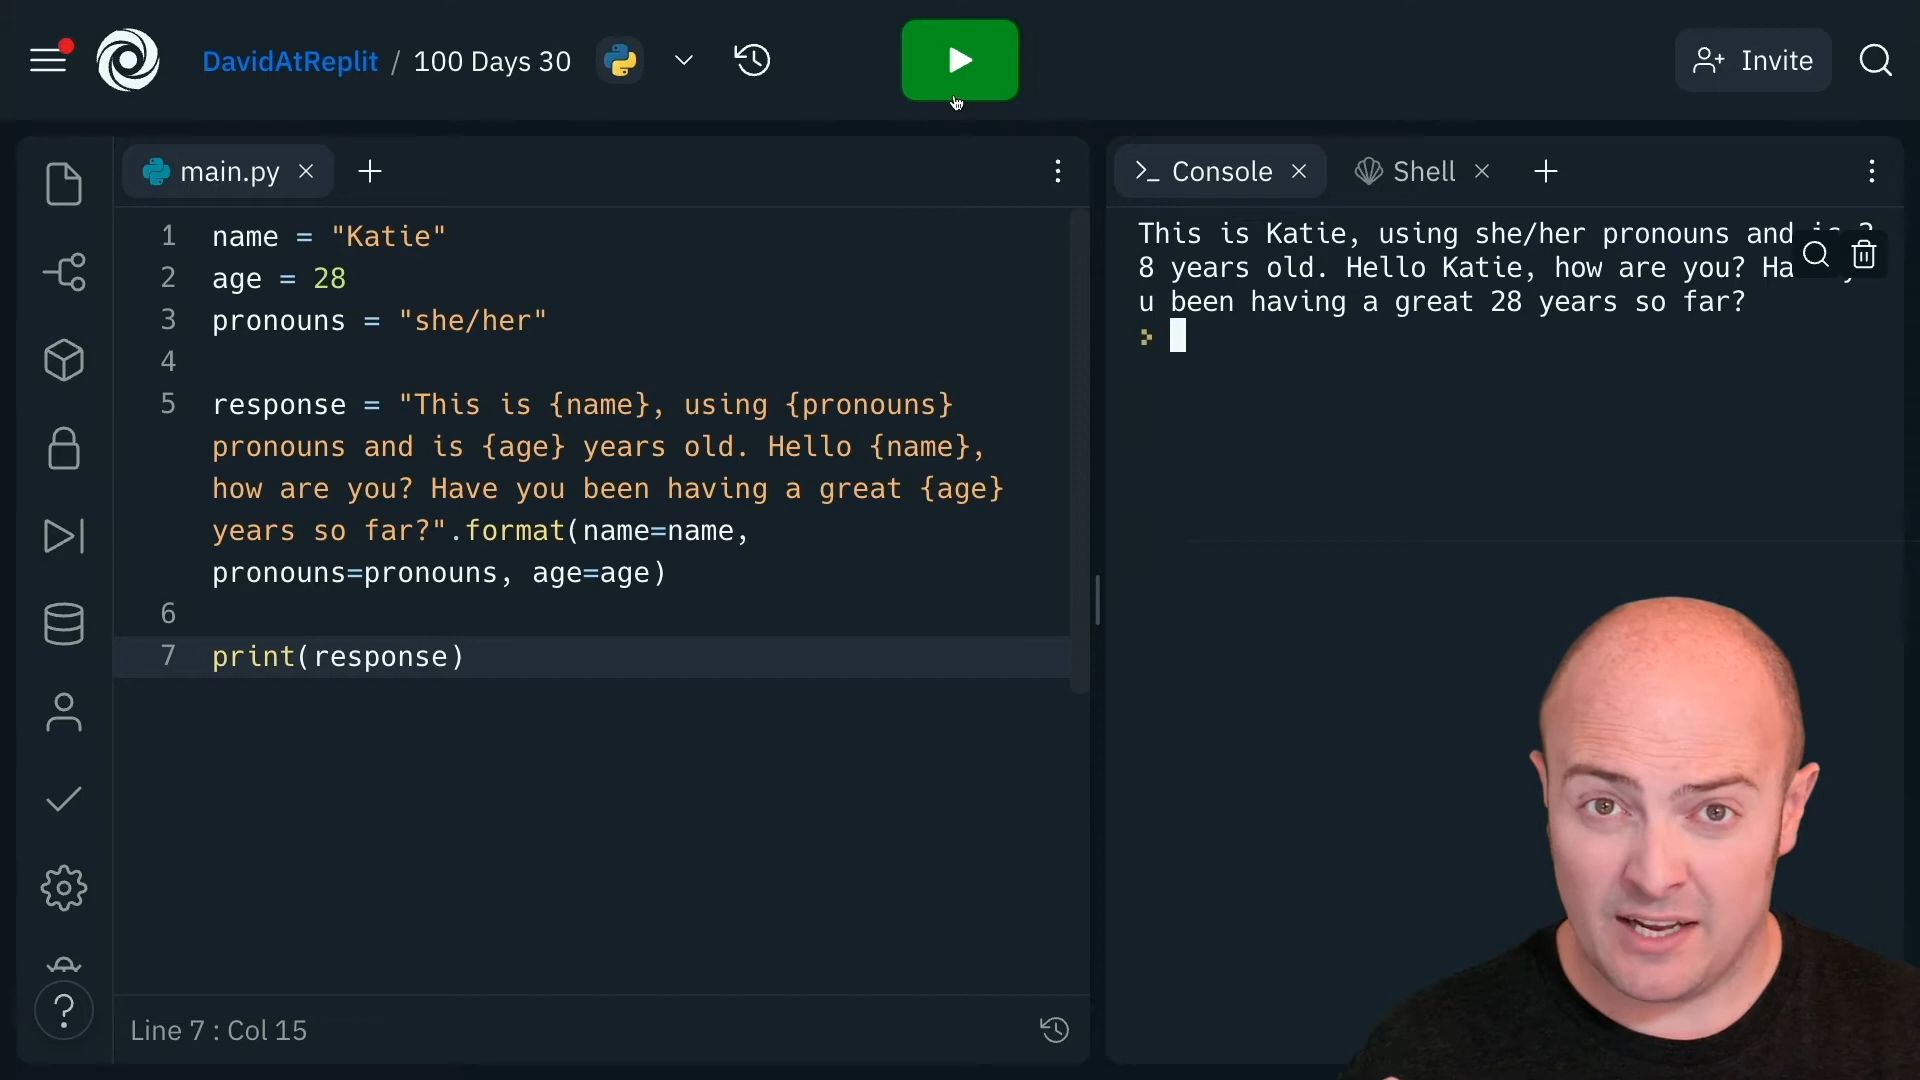 DavidAtReplit / 100 Days 30
Invite
main.py
1 name = "Katie"
2 age = 28
3 pronouns = "she/her"
4
5 response = "This is {name}, using {pronouns}
pronouns and is {age} years old. Hello {name},
how are you? Have you been having a great {age}
years so far?".format(name=name,
pronouns=pronouns, age=age)
6
7 print(response)
Line 7 : Col 15
Console
Shell
This is Katie, using she/her pronouns and is 2
8 years old. Hello Katie, how are you? Ha
u been having a great 28 years so far?